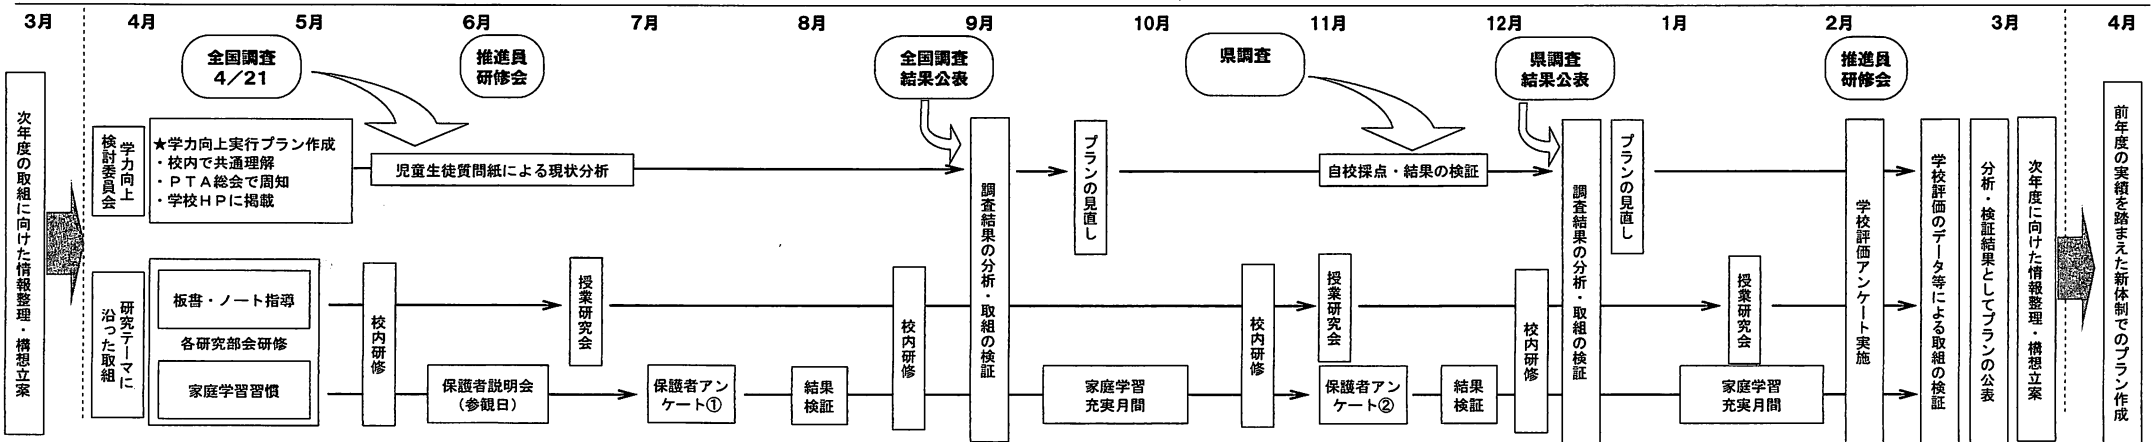 3月
4月
5月
6月
7月
8月
9月
10月
11月
12月
1月
2月
3月
4月
全国調査
4／21
推進員
研修会
全国調査
結果公表
県調査
県調査
結果公表
推進員
研修会
次年度の取組に向けた情報整理・構想立案
学力向上
検討委員会
★学力向上実行プラン作成
・校内で共通理解
・ＰＴＡ総会で周知
・学校ＨＰに掲載
児童生徒質問紙による現状分析
調査結果の分析・取組の検証
プランの見直し
自校採点・結果の検証
調査結果の分析・取組の検証
プランの見直し
学校評価アンケート実施
学校評価のデータ等による取組の検証
分析・検証結果としてプランの公表
次年度に向けた情報整理・構想立案
前年度の実績を踏まえた新体制でのプラン作成
研究テーマに
沿った取組
板書・ノート指導
各研究部会研修
家庭学習習慣
校内研修
授業研究会
保護者説明会
（参観日）
保護者アン
ケート①
結果
検証
校内研修
家庭学習
充実月間
校内研修
授業研究会
保護者アン
ケート②
結果
検証
校内研修
授業研究会
家庭学習
充実月間